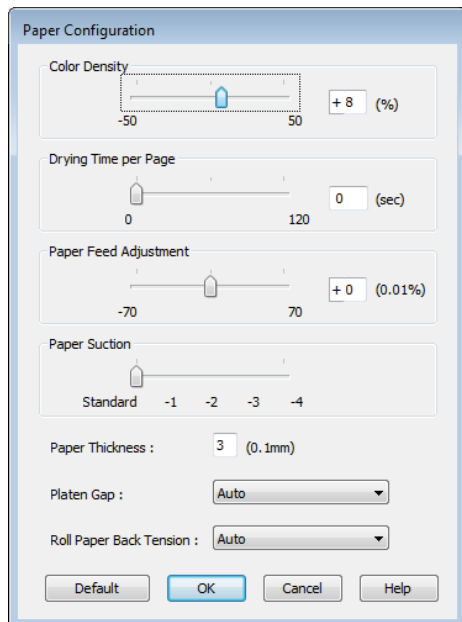 Paper Configuration
Color Density
+ 8 (%)
-50 50
Drying Time per Page
0 (sec)
0 120
Paper Feed Adjustment
+ 0 (0.01%)
-70 70
Paper Suction
Standard -1 -2 -3 -4
Paper Thickness : 3 (0.1mm)
Platen Gap : Auto
Roll Paper Back Tension : Auto
Default OK Cancel Help